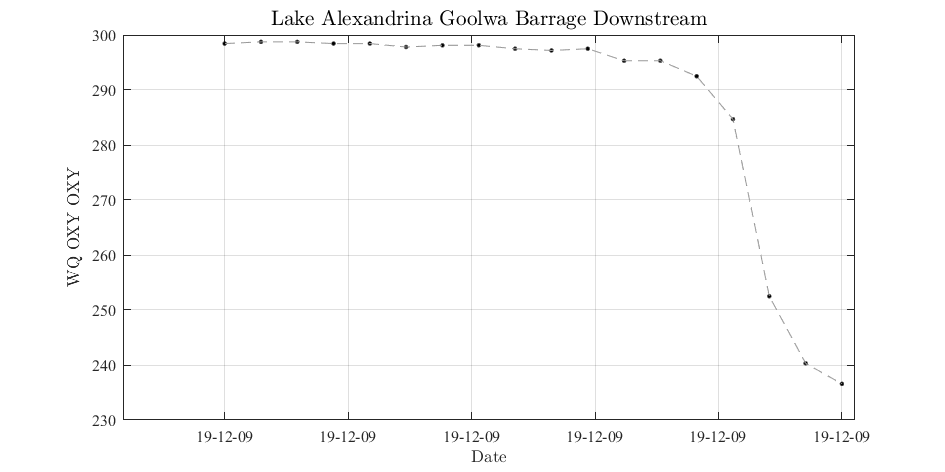 Lake Alexandrina Goolwa Barrage Downstream
300
290
280
270
260
250
240
230
WQ OXY OXY
19-12-09 19-12-09 19-12-09 19-12-09 19-12-09 19-12-09
Date